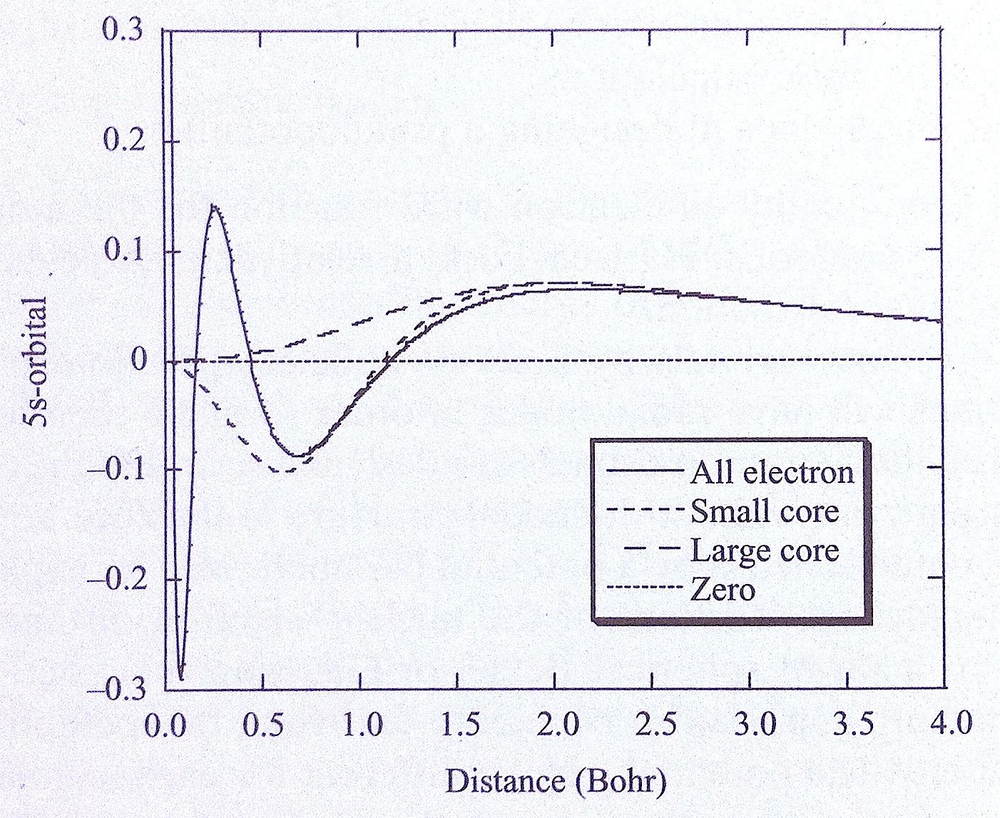 0.3
0.2
0.1
0
–0.1
–0.2
–0.3
5s-orbital
All electron
Small core
Large core
Zero
0.0 0.5 1.0 1.5 2.0 2.5 3.0 3.5 4.0
Distance (Bohr)